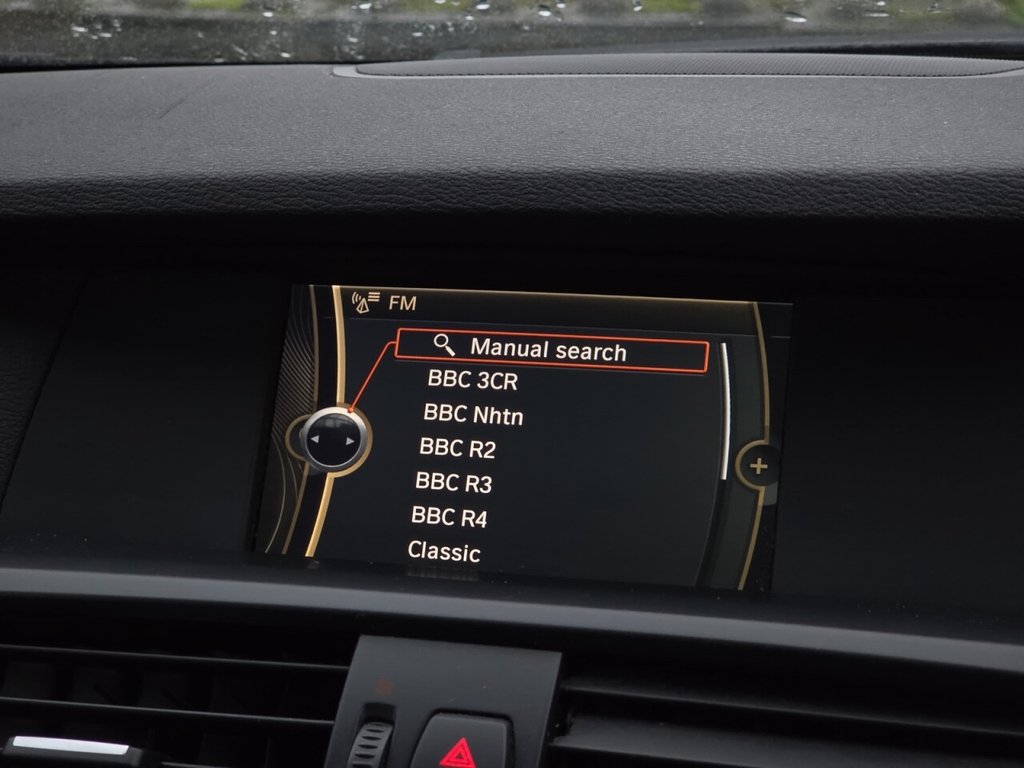 FM
Manual search
BBC 3CR
BBC Nhtn
BBC R2
BBC R3
BBC R4
Classic